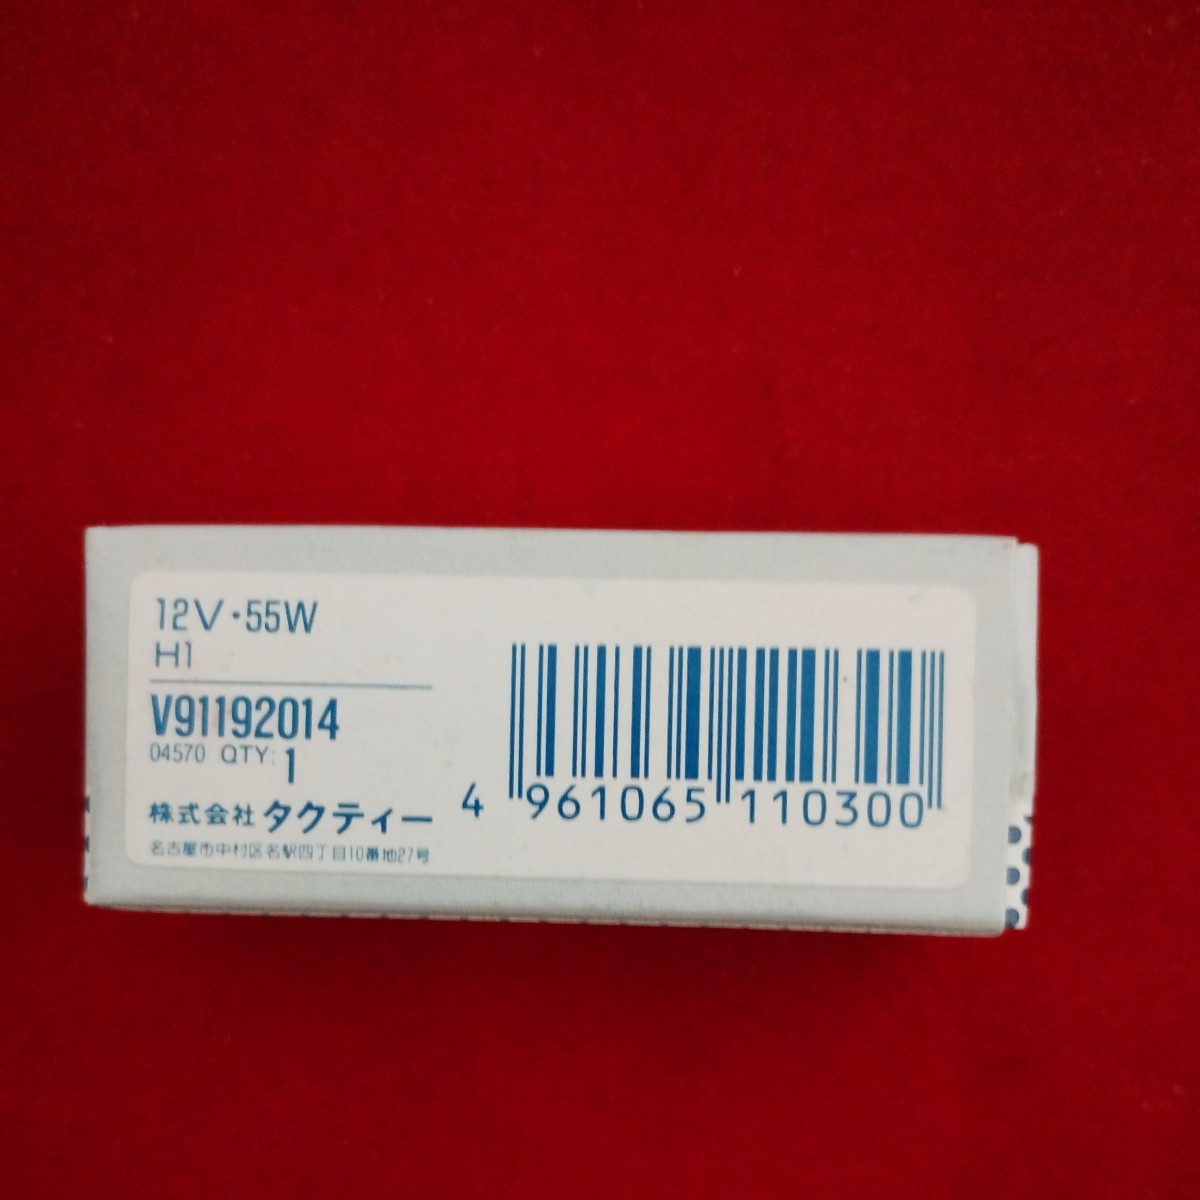 12V・55W
H1
V91192014
04570 QTY: 1
株式会社 タクティー
名古屋市中村区名駅四丁目10番地27号
4 961065 110300